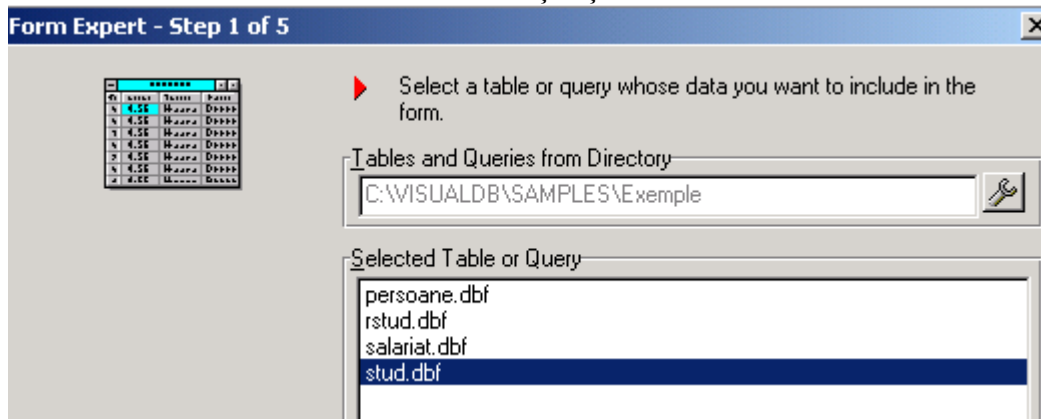 Form Expert - Step 1 of 5
Select a table or query whose data you want to include in the
form.
Tables and Queries from Directory
C:\VISUALDB\SAMPLES\Exemple
Selected Table or Query
persoane.dbf
rstud.dbf
salariat.dbf
stud.dbf